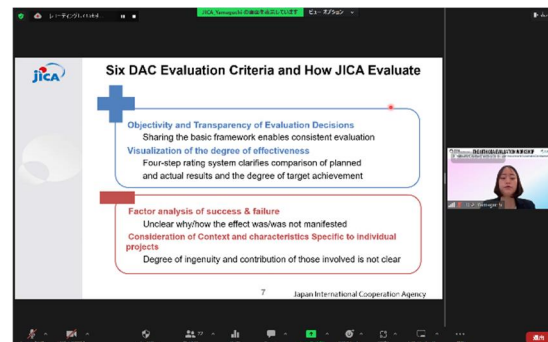 JICA_Yamaguchi の画面を表示しています
ビュー オプション
JICA
Six DAC Evaluation Criteria and How JICA Evaluate
Objectivity and Transparency of Evaluation Decisions
Sharing the basic framework enables consistent evaluation
Visualization of the degree of effectiveness
Four-step rating system clarifies comparison of planned
and actual results and the degree of target achievement
Factor analysis of success & failure
Unclear why/how the effect was/was not manifested
Consideration of Context and characteristics Specific to individual
projects
Degree of ingenuity and contribution of those involved is not clear
7
Japan International Cooperation Agency
77
退出